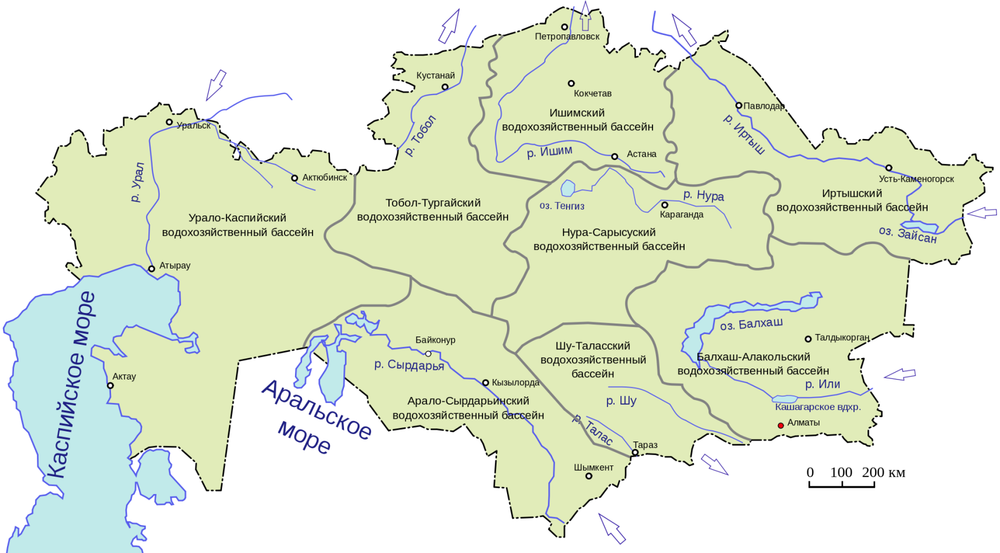 Петропавловск
Кустанай
Кокчетав
Павлодар
Ишимский
водохозяйственный бассейн
Уральск
р. Тобол
р. Иртыш
р. Ишим
Астана
р. Урал
Актюбинск
Усть-Каменогорск
р. Нура
Иртышский
водохозяйственный бассейн
оз. Тенгиз
Тобол-Тургайский
водохозяйственный бассейн
Караганда
Урало-Каспийский
водохозяйственный бассейн
Нура-Сарысуский
водохозяйственный бассейн
оз. Зайсан
Атырау
Каспийское море
оз. Балхаш
Байконур
Талдыкорган
Шу-Таласский
водохозяйственный
бассейн
Балхаш-Алакольский
водохозяйственный бассейн
р. Сырдарья
Актау
Кызылорда
р. Или
Аральское
море
Арало-Сырдарьинский
водохозяйственный бассейн
р. Шу
Кашагарское вдхр.
р. Талас
Алматы
Тараз
Шымкент
0 100 200 км